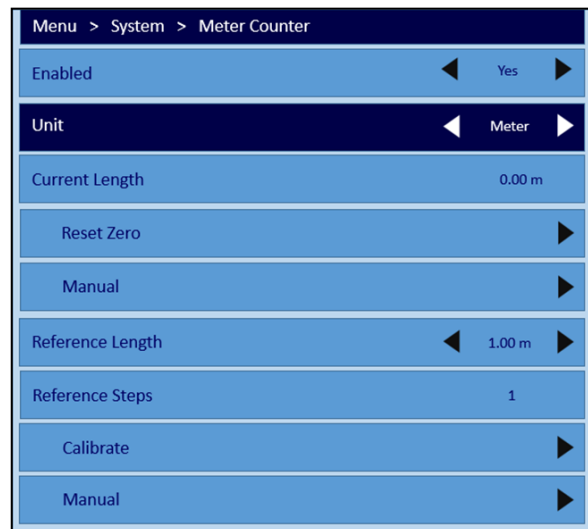 Menu > System > Meter Counter
Enabled Yes
Unit Meter
Current Length 0.00 m
Reset Zero
Manual
Reference Length 1.00 m
Reference Steps 1
Calibrate
Manual